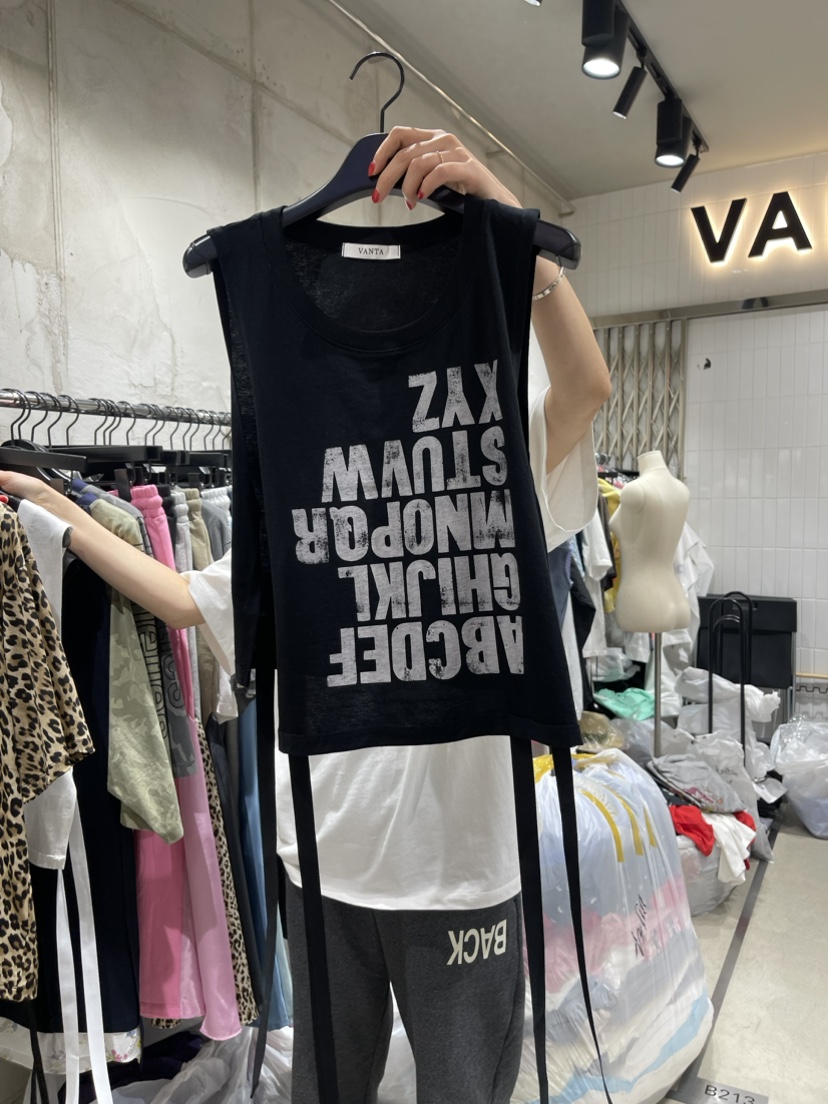 VANTA
VA
ABCDEF
GHIJKL
MNOPQR
STUVW
XYZ
BACK
B213